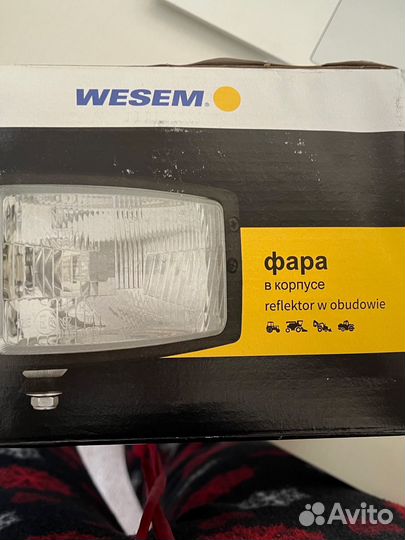 WESEM
фара
в корпусе
reflektor w obudowie
Avito